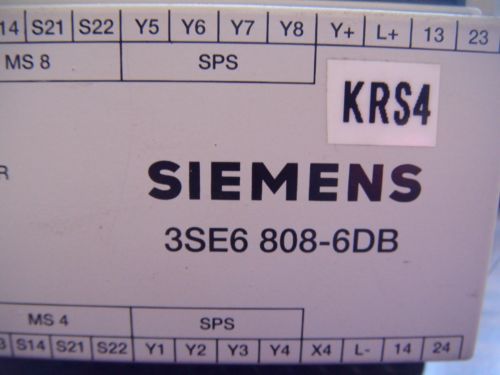 14 S21 S22 Y5 Y6 Y7 Y8 Y+ L+ 13 23
MS 8 SPS
KRS4
R
SIEMENS
3SE6 808-6DB
MS 4 SPS
3 S14 S21 S22 Y1 Y2 Y3 Y4 X4 L- 14 24